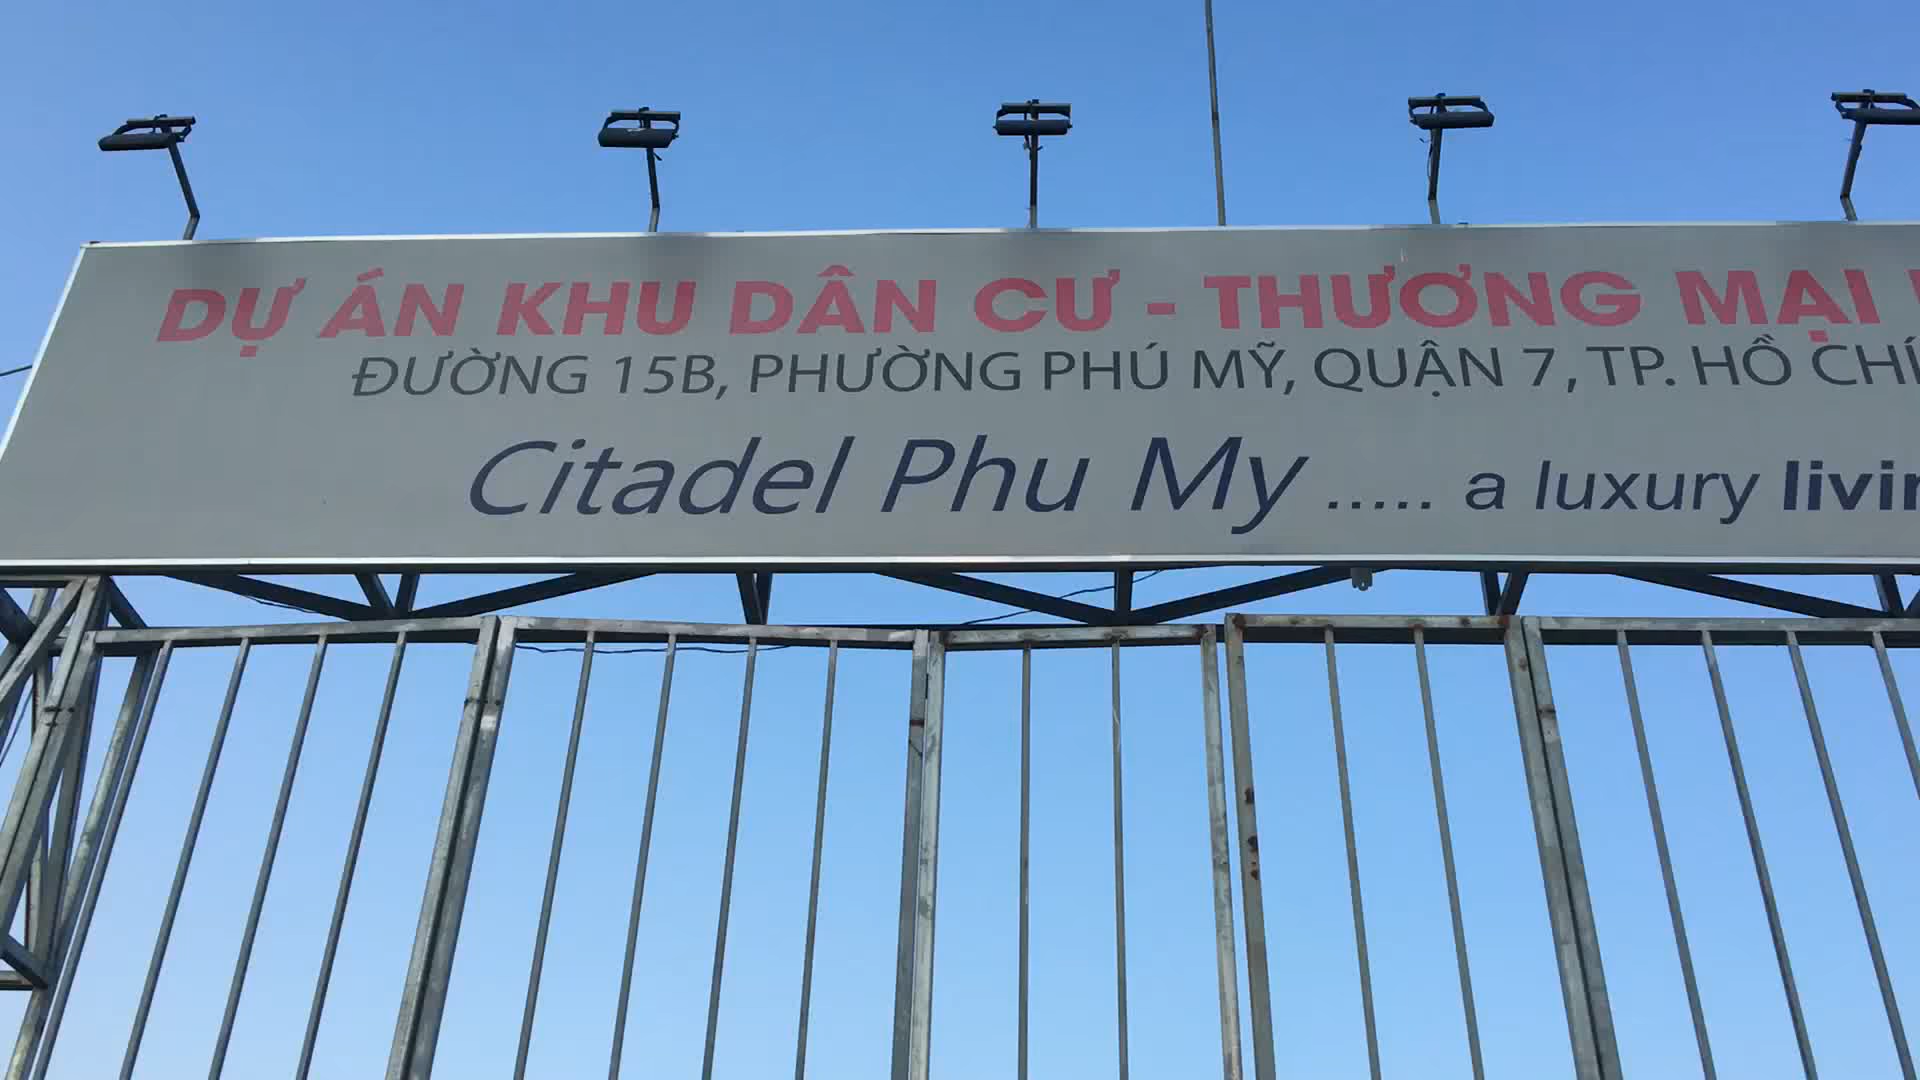 DỰ ÁN KHU DÂN CƯ - THƯƠNG MẠI
ĐƯỜNG 15B, PHƯỜNG PHÚ MỸ, QUẬN 7, TP. HỒ CHÍ
Citadel Phu My ..... a luxury